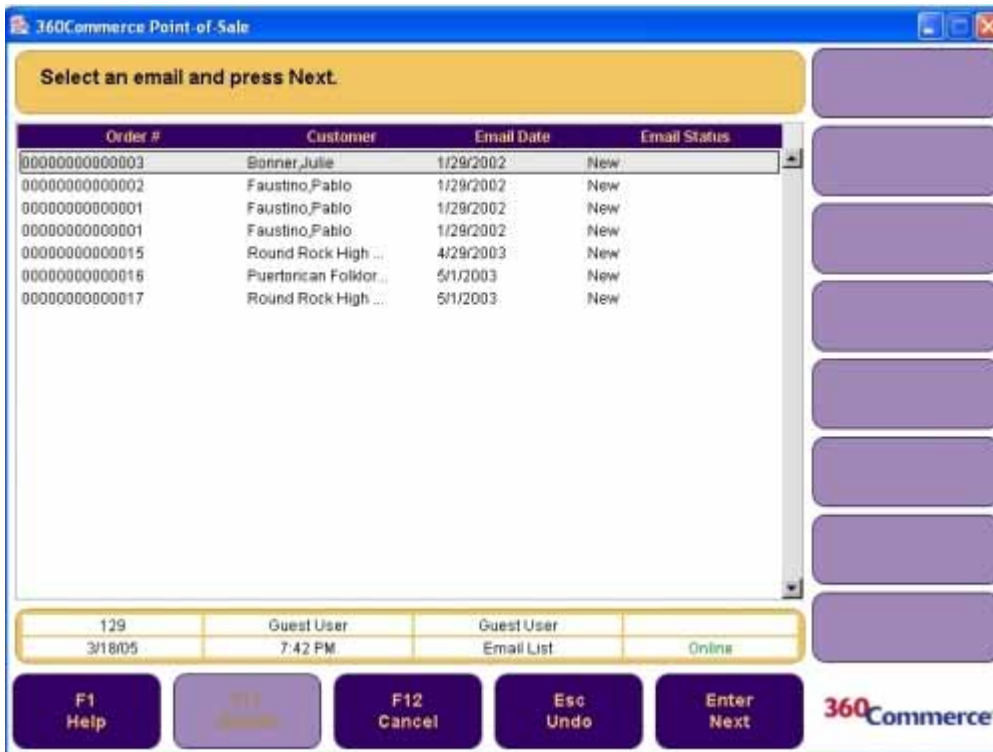 360Commerce Point-of-Sale
Select an email and press Next.
Order # Customer Email Date Email Status
00000000000003 Bonner,Julie 1/29/2002 New
00000000000002 Faustino,Pablo 1/29/2002 New
00000000000001 Faustino,Pablo 1/29/2002 New
00000000000001 Faustino,Pablo 1/29/2002 New
00000000000015 Round Rock High ... 4/29/2003 New
00000000000016 Puertorican Folklor... 5/1/2003 New
00000000000017 Round Rock High ... 5/1/2003 New
129 Guest User Guest User
3/18/05 7:42 PM Email List Online
F1 F12 Esc Enter
Help Cancel Undo Next
360Commerce